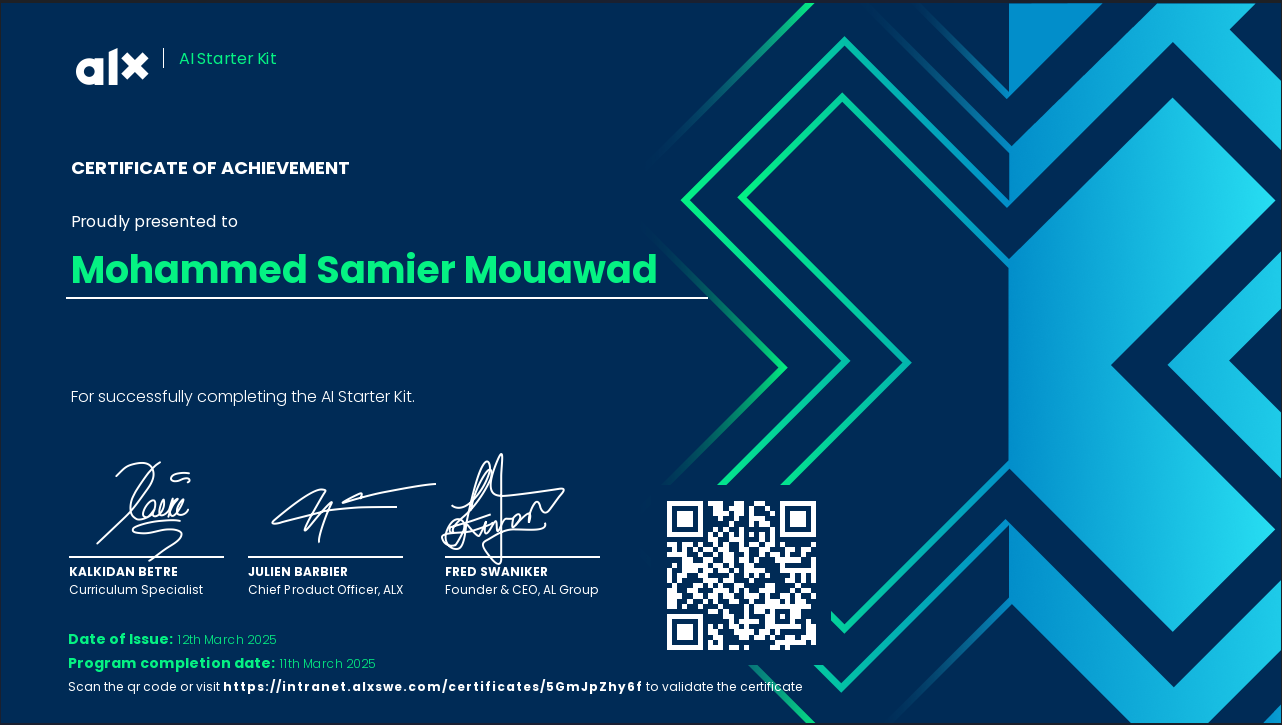 alx | AI Starter Kit
CERTIFICATE OF ACHIEVEMENT
Proudly presented to
Mohammed Samier Mouawad
For successfully completing the AI Starter Kit.
KALKIDAN BETRE
Curriculum Specialist
JULIEN BARBIER
Chief Product Officer, ALX
FRED SWANIKER
Founder & CEO, AL Group
Date of Issue: 12th March 2025
Program completion date: 11th March 2025
Scan the qr code or visit https://intranet.alxswe.com/certificates/5GmJpZhy6f to validate the certificate